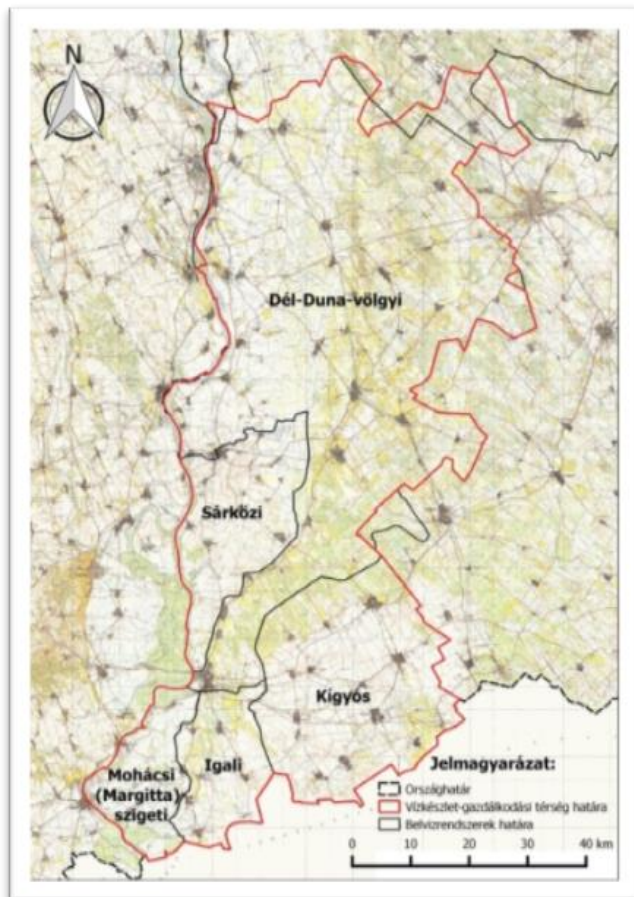 N
Dél-Duna-völgyi
Sárközi
Kígyós
Igali
Mohácsi
(Margitta)
szigeti
Jelmagyarázat:
Országhatár
Vízkészlet-gazdálkodási térség határa
Belvízrendszerek határa
0 10 20 30 40 km